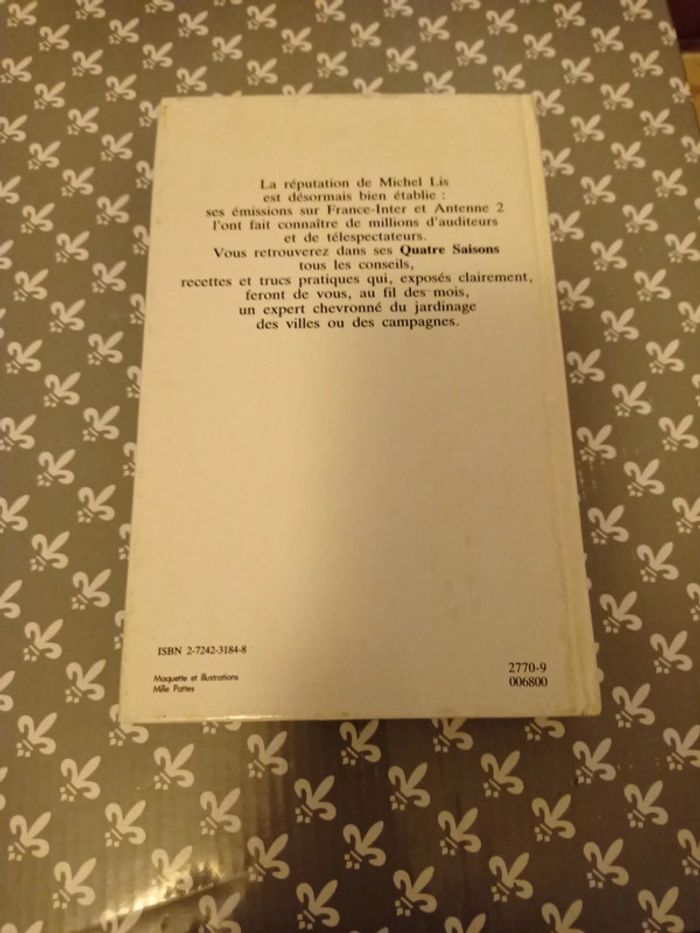 La réputation de Michel Lis
est désormais bien établie :
ses émissions sur France-Inter et Antenne 2
l'ont fait connaître de millions d'auditeurs
et de télespectateurs.
Vous retrouverez dans ses Quatre Saisons
tous les conseils,
recettes et trucs pratiques qui, exposés clairement,
feront de vous, au fil des mois,
un expert chevronné du jardinage
des villes ou des campagnes.
ISBN 2-7242-3184-8
Maquette et illustrations
Mille Pattes
2770-9
006800